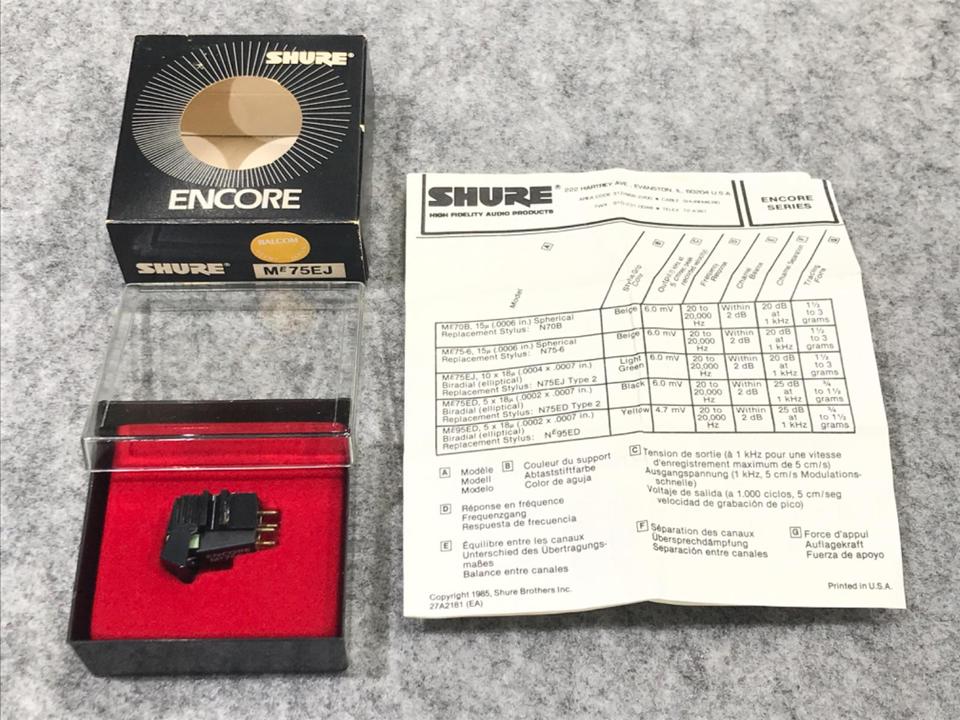 SHURE®
ENCORE
BALCOM
SHURE®
ME75EJ
ENCORE
SHURE®
HIGH FIDELITY AUDIO PRODUCTS
222 HARTREY AVE., EVANSTON, IL. 60204 U.S.A.
ENCORE
SERIES
A
B
C
D
E
F
G
Model
Stylus Grip
Color
Frequency
Response
Channel
Balance
Channel Separation
Tracking
Force
ME70B, 15μ (.0006 in.) Spherical
Replacement Stylus: N70B
Beige
6.0 mV
20 to
20,000
Hz
Within
2 dB
20 dB
at
1 kHz
1½
to 3
grams
ME75-6, 15μ (.0006 in.) Spherical
Replacement Stylus: N75-6
Beige
6.0 mV
20 to
20,000
Hz
Within
2 dB
20 dB
at
1 kHz
1½
to 3
grams
ME75EJ, 10 x 18μ (.0004 x .0007 in.)
Biradial (elliptical)
Replacement Stylus: N75EJ Type 2
Light
Green
6.0 mV
20 to
20,000
Hz
Within
2 dB
20 dB
at
1 kHz
1½
to 3
grams
ME75ED, 5 x 18μ (.0002 x .0007 in.)
Biradial (elliptical)
Replacement Stylus: N75ED Type 2
Black
6.0 mV
20 to
20,000
Hz
Within
2 dB
25 dB
at
1 kHz
¾
to 1½
grams
ME95ED, 5 x 18μ (.0002 x .0007 in.)
Biradial (elliptical)
Replacement Stylus: NE95ED
Yellow
4.7 mV
20 to
20,000
Hz
Within
2 dB
25 dB
at
1 kHz
¾
to 1½
grams
A Modèle
Modell
Modelo
B Couleur du support
Abtaststiftfarbe
Color de aguja
C Tension de sortie (à 1 kHz pour une vitesse
d'enregistrement maximum de 5 cm/s)
Ausgangspannung (1 kHz, 5 cm/s Modulations-
schnelle)
Voltaje de salida (a 1.000 ciclos, 5 cm/seg
velocidad de grabación de pico)
D Réponse en fréquence
Frequenzgang
Respuesta de frecuencia
E Équilibre entre les canaux
Unterschied des Übertragungs-
maßes
Balance entre canales
F Séparation des canaux
Übersprechdämpfung
Separación entre canales
G Force d'appui
Auflagekraft
Fuerza de apoyo
Copyright 1985, Shure Brothers Inc.
27A2181 (EA)
Printed in U.S.A.